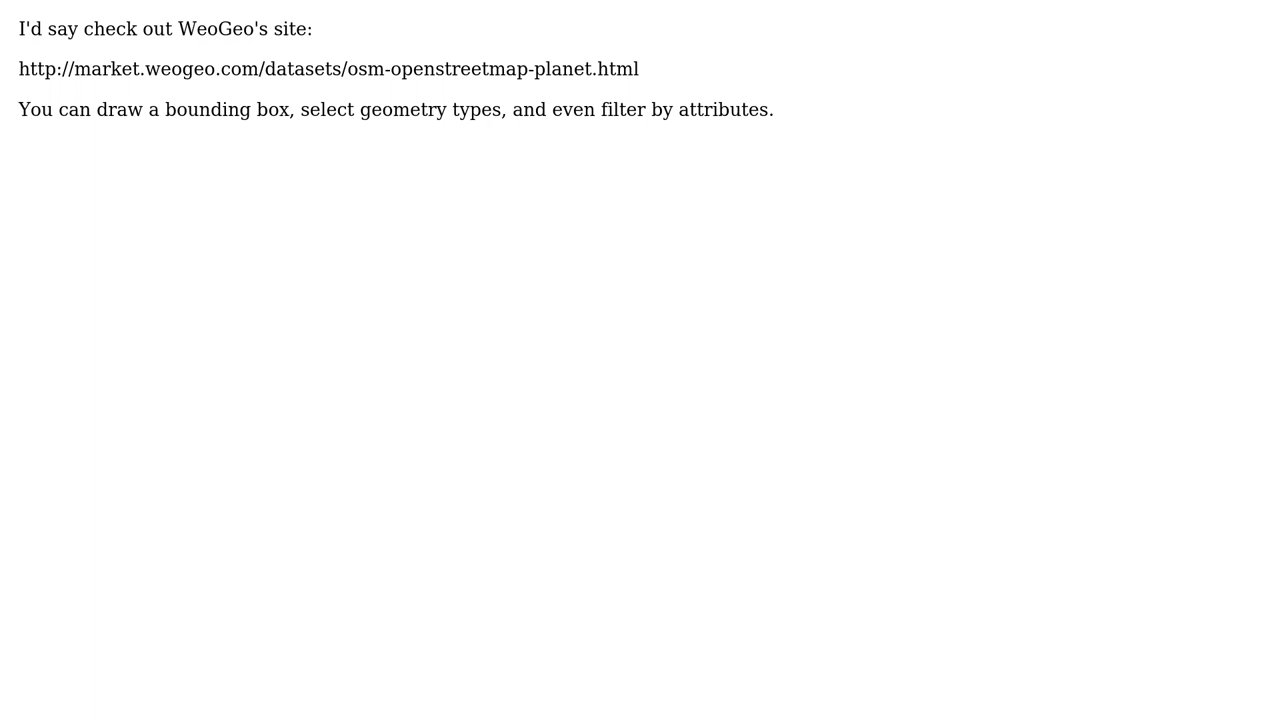 I'd say check out WeoGeo's site:
http://market.weogeo.com/datasets/osm-openstreetmap-planet.html
You can draw a bounding box, select geometry types, and even filter by attributes.